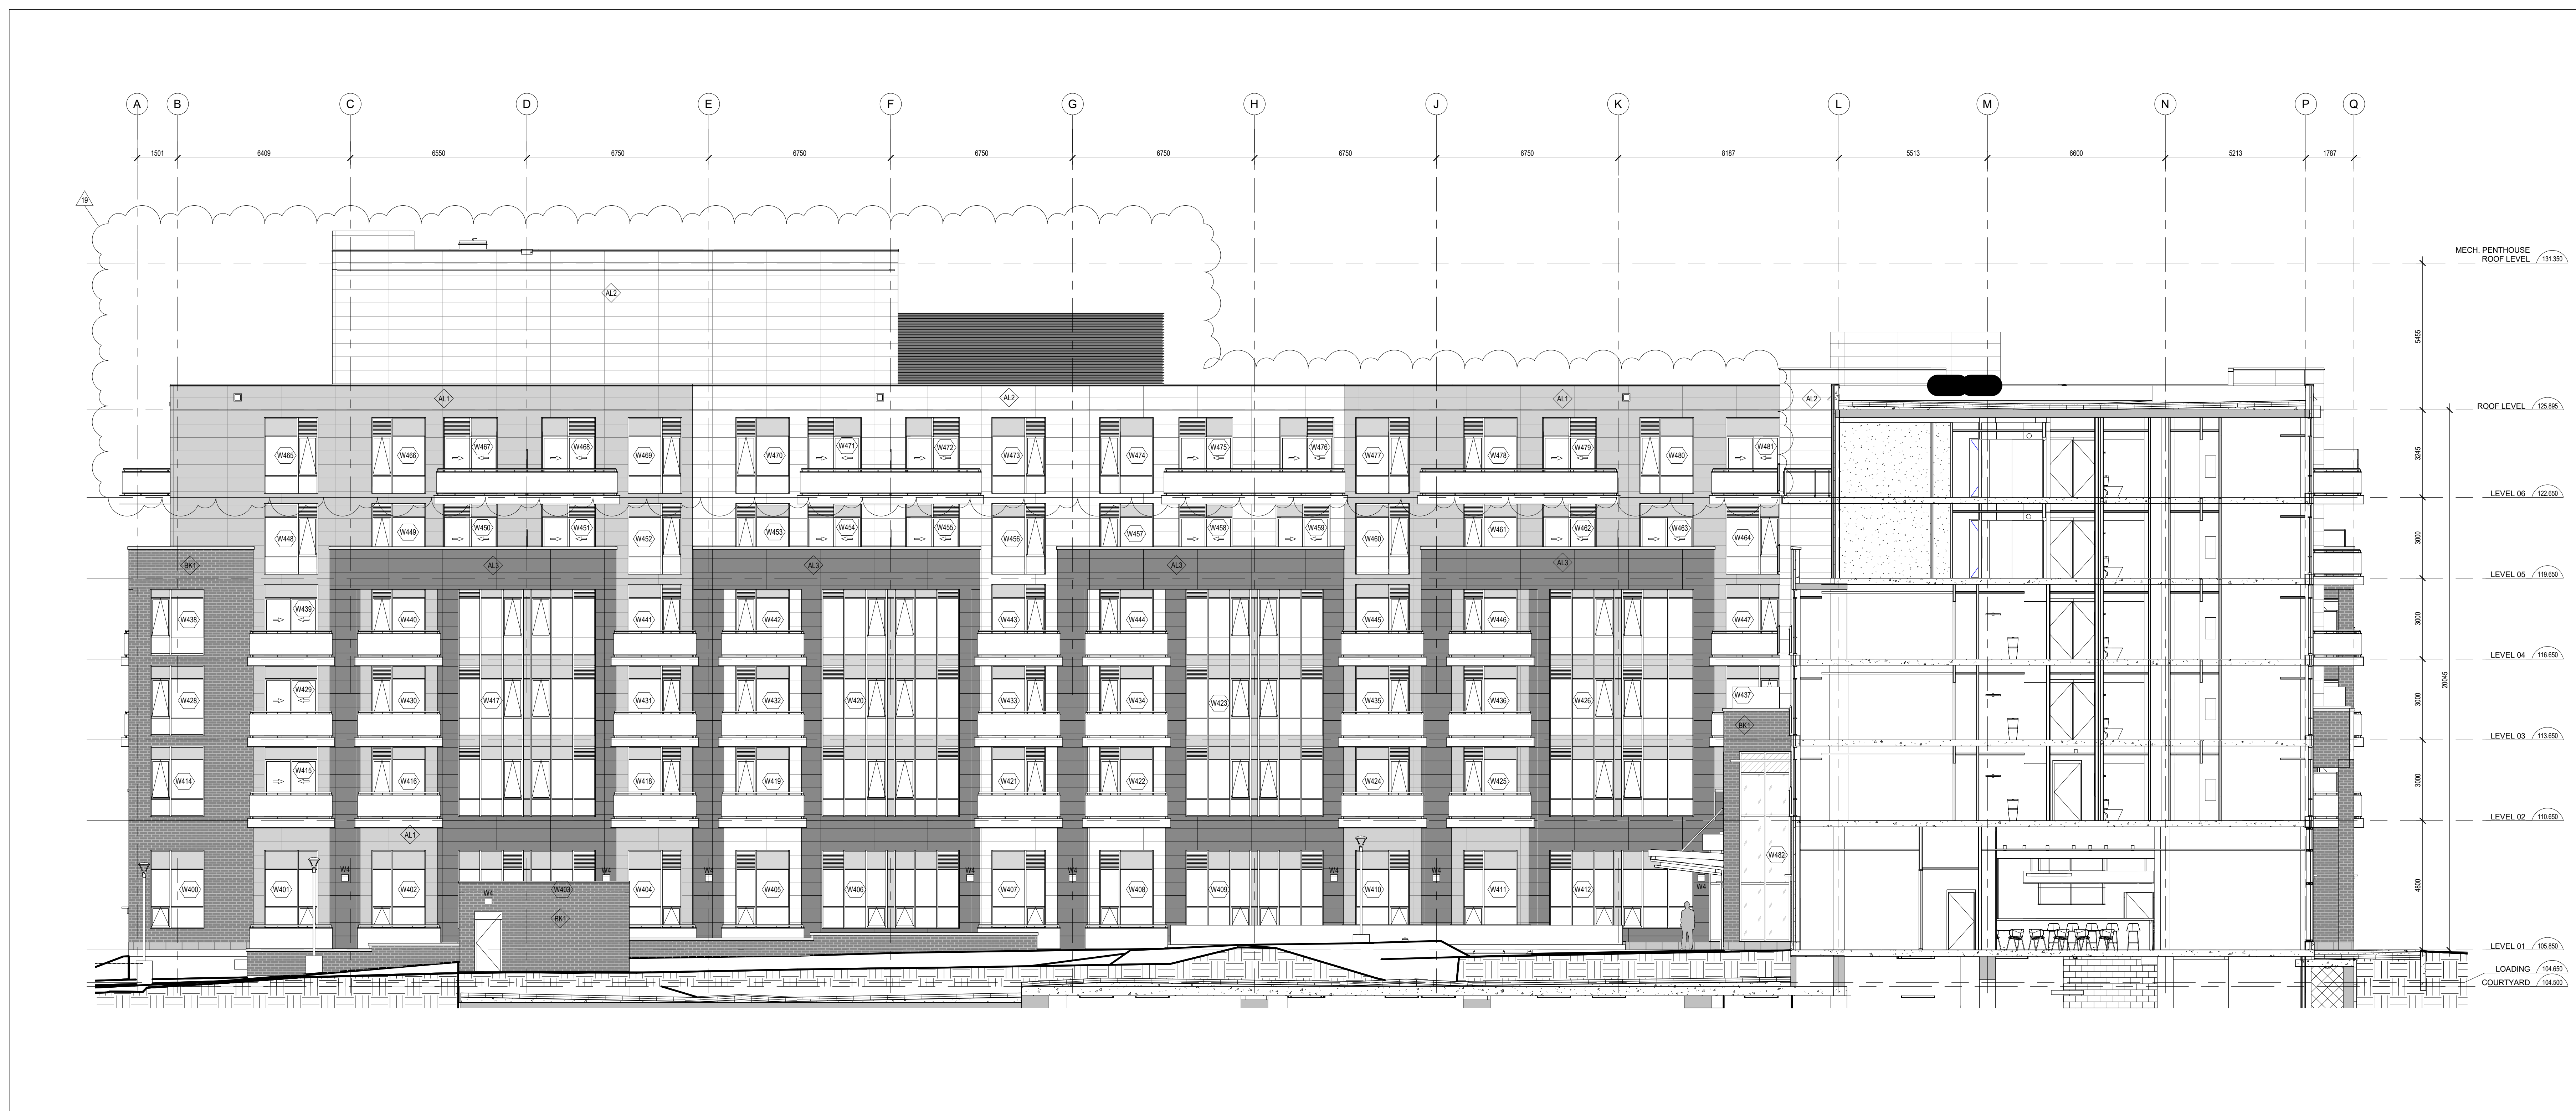 A B C D E F G H J K L M N P Q
1501 6409 6550 6750 6750 6750 6750 6750 6750 8187 5513 6600 5213 1787
19
MECH. PENTHOUSE
ROOF LEVEL 131.350
AL2
5455
AL1 AL2 AL1 AL2
ROOF LEVEL 125.895
W465 W466 W467 W468 W469 W470 W471 W472 W473 W474 W475 W476 W477 W478 W479 W480 W481
3245
LEVEL 06 122.650
W448 W449 W450 W451 W452 W453 W454 W455 W456 W457 W458 W459 W460 W461 W462 W463 W464
3000
BK1 AL3 AL3 AL3 AL3
LEVEL 05 119.650
W438 W439 W440 W441 W442 W443 W444 W445 W446 W447
3000
LEVEL 04 116.650
W428 W429 W430 W417 W431 W432 W420 W433 W434 W423 W435 W436 W426 W437
3000
20045
BK1
LEVEL 03 113.650
W414 W415 W416 W418 W419 W421 W422 W424 W425
3000
LEVEL 02 110.650
AL1
W482
W4 W4 W4 W4 W4 W4 W4 W4 W4
W400 W401 W402 W403 W404 W405 W406 W407 W408 W409 W410 W411 W412
4800
BK1
LEVEL 01 105.850
LOADING 104.650
COURTYARD 104.500